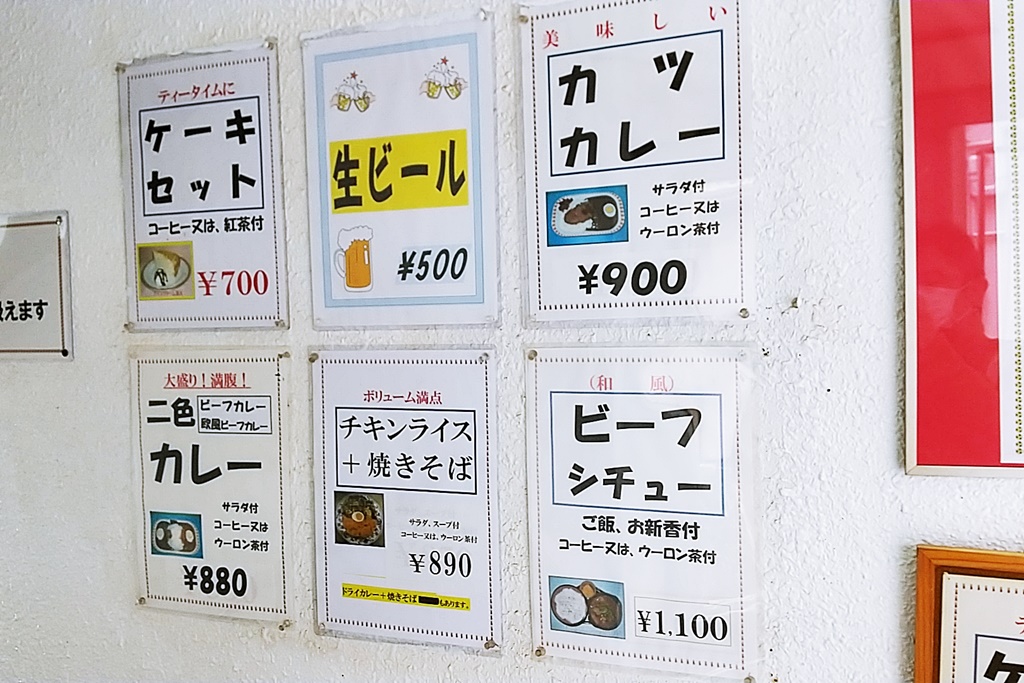 ティータイムに
ケーキ
セット
コーヒー又は、紅茶付
¥700
生ビール
¥500
美味しい
カツ
カレー
サラダ付
コーヒー又は
ウーロン茶付
¥900
えます
大盛り！満腹！
二色
ビーフカレー
欧風ビーフカレー
カレー
サラダ付
コーヒー又は
ウーロン茶付
¥880
ボリューム満点
チキンライス
＋焼きそば
サラダ、スープ付
コーヒー又は、ウーロン茶付
¥890
ドライカレー＋焼きそば
もあります。
（和風）
ビーフ
シチュー
ご飯、お新香付
コーヒー又は、ウーロン茶付
¥1,100